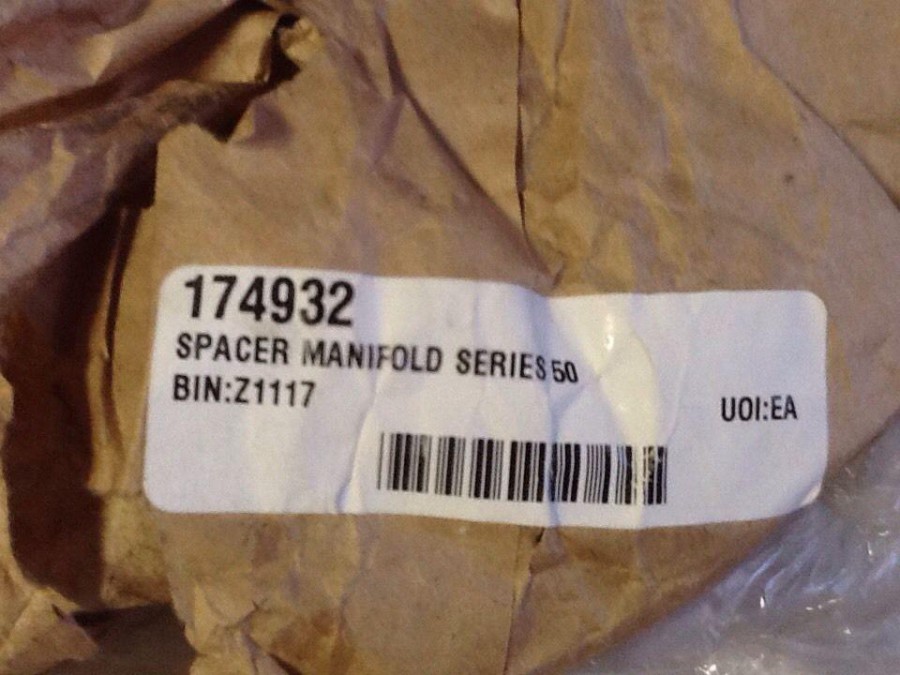 174932
SPACER MANIFOLD SERIES 50
BIN:Z1117
UOI:EA